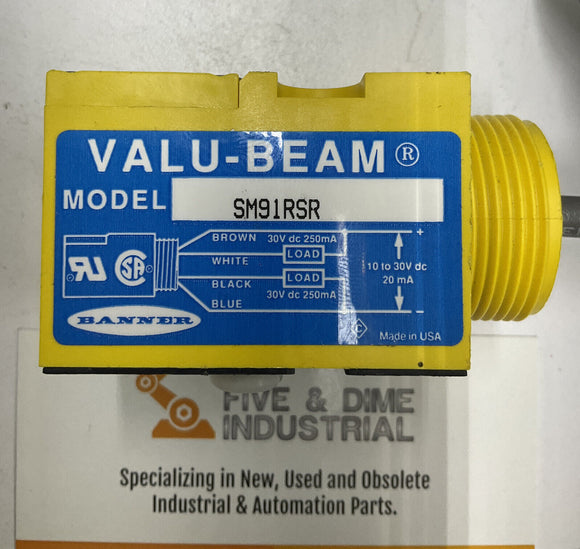 VALU-BEAM®
MODEL SM91RSR
BROWN 30V dc 250mA +
WHITE LOAD
10 to 30V dc
BLACK LOAD 20 mA
BLUE 30V dc 250mA −
UR SA
BANNER C Made in USA
FIVE & DIME
INDUSTRIAL
Specializing in New, Used and Obsolete
Industrial & Automation Parts.